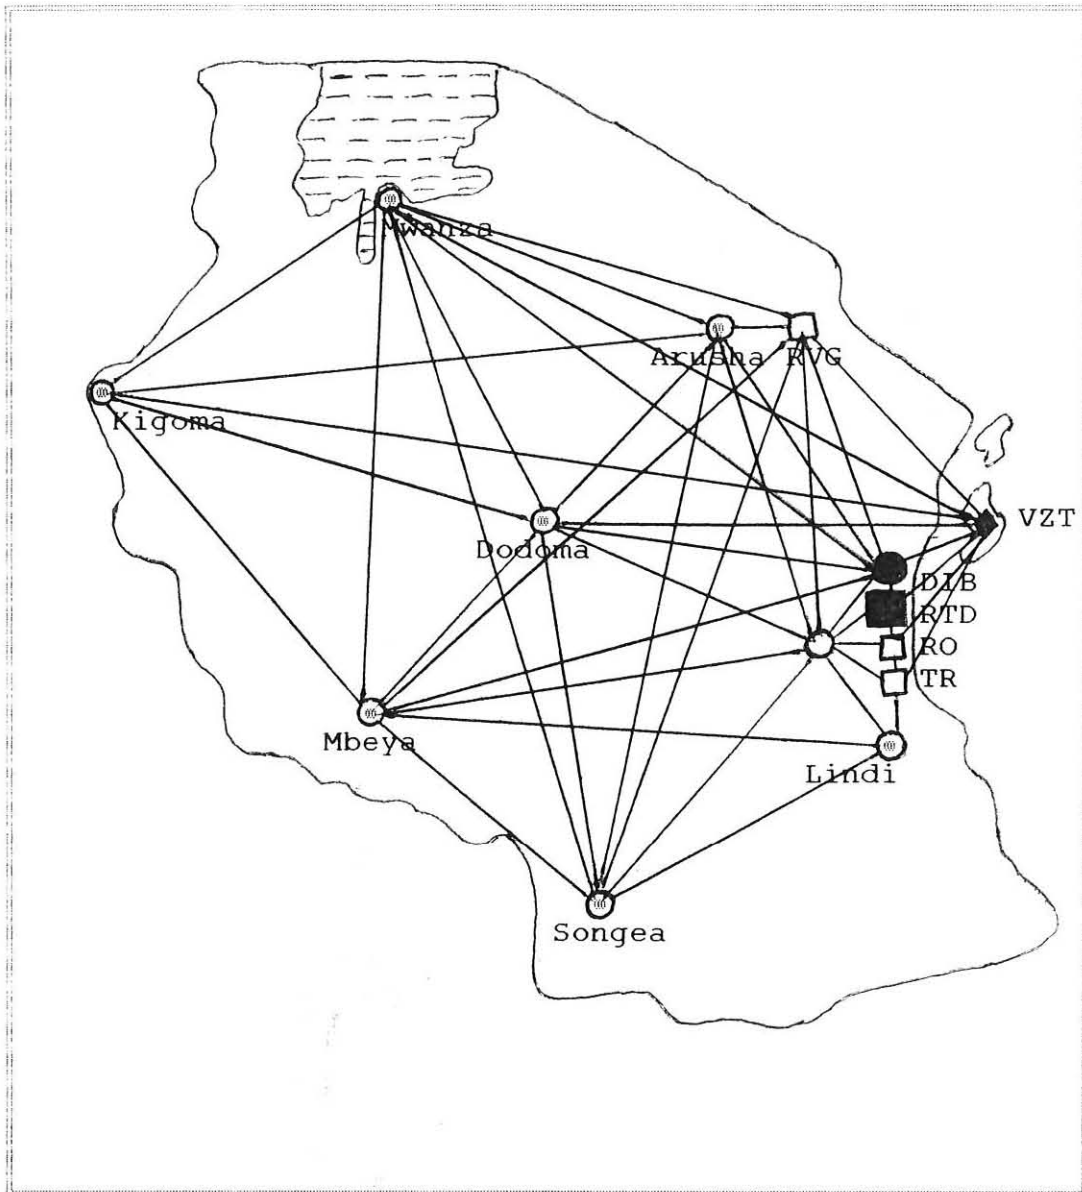 Mwanza
Arusha RVG
Kigoma
VZT
Dodoma
DIB
RTD
RO
TR
Mbeya
Lindi
Songea